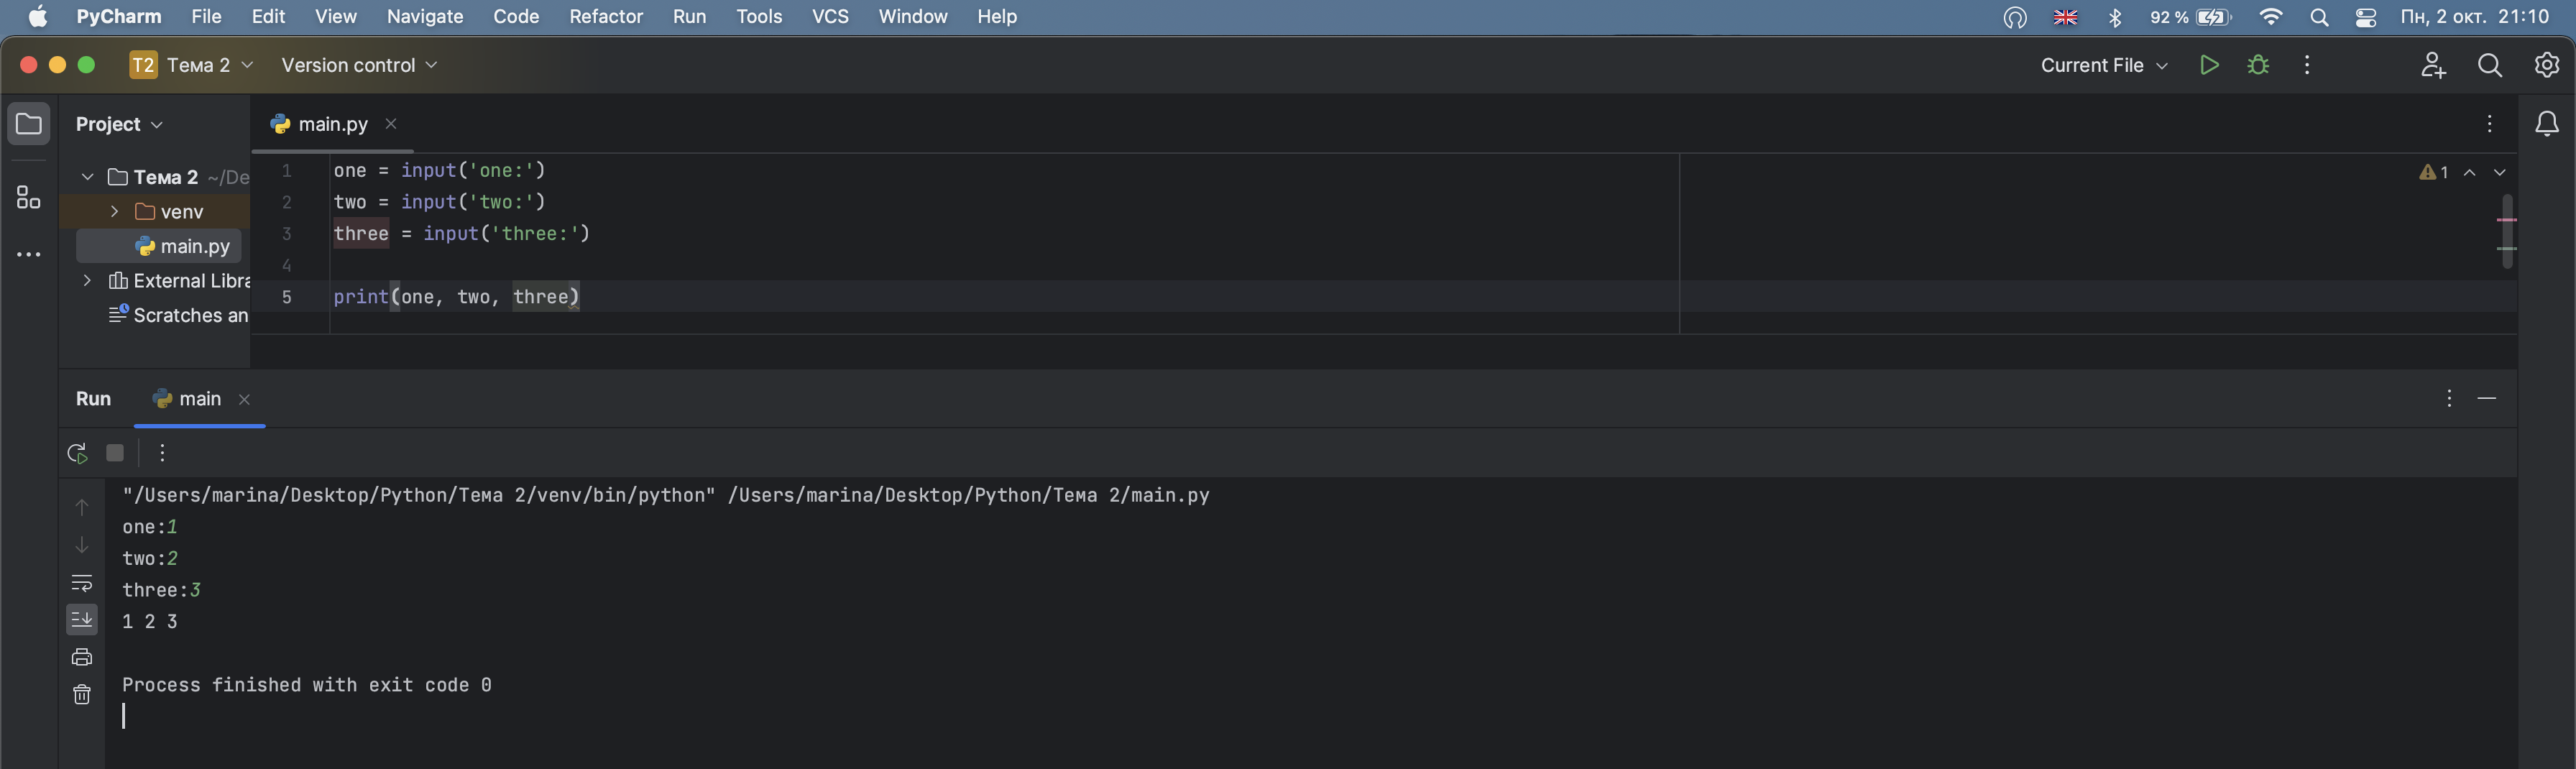 PyCharm File Edit View Navigate Code Refactor Run Tools VCS Window Help 92 % Пн, 2 окт. 21:10
T2 Тема 2 Version control Current File
Project
main.py
Тема 2 ~/De
venv
main.py
External Libra
Scratches an
1 one = input('one:')
2 two = input('two:')
3 three = input('three:')
4
5 print(one, two, three)
1
Run main
"/Users/marina/Desktop/Python/Тема 2/venv/bin/python" /Users/marina/Desktop/Python/Тема 2/main.py
one:1
two:2
three:3
1 2 3
Process finished with exit code 0